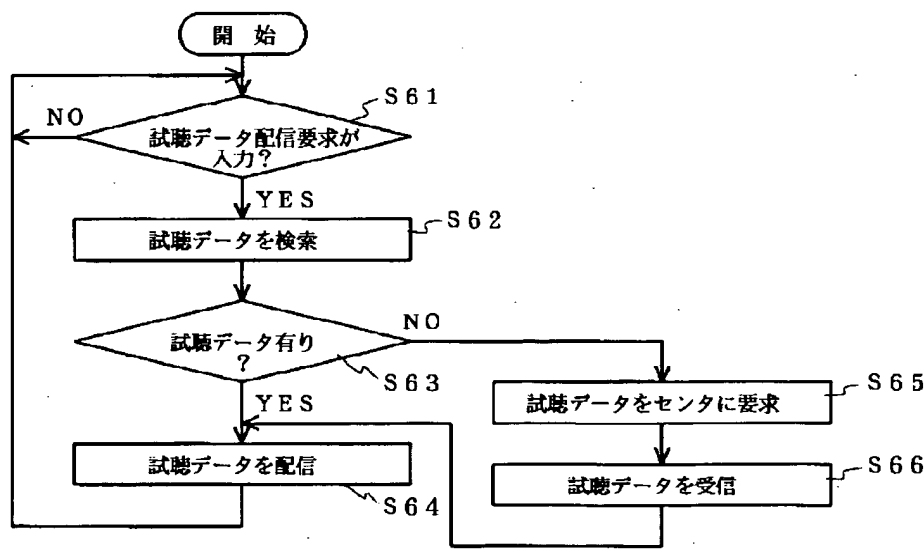 開 始
S61
NO
試聴データ配信要求が
入力？
YES
S62
試聴データを検索
NO
試聴データ有り
？
S63
S65
YES
試聴データをセンタに要求
試聴データを配信
S66
試聴データを受信
S64